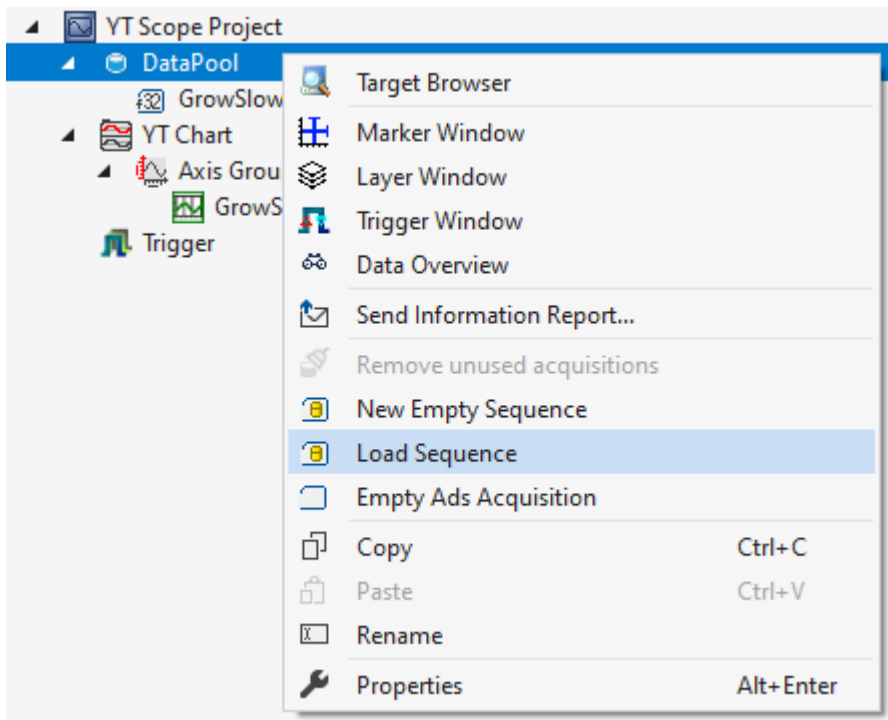 YT Scope Project
DataPool
GrowSlow
YT Chart
Axis Grou
GrowS
Trigger
Target Browser
Marker Window
Layer Window
Trigger Window
Data Overview
Send Information Report...
Remove unused acquisitions
New Empty Sequence
Load Sequence
Empty Ads Acquisition
Copy Ctrl+C
Paste Ctrl+V
Rename
Properties Alt+Enter